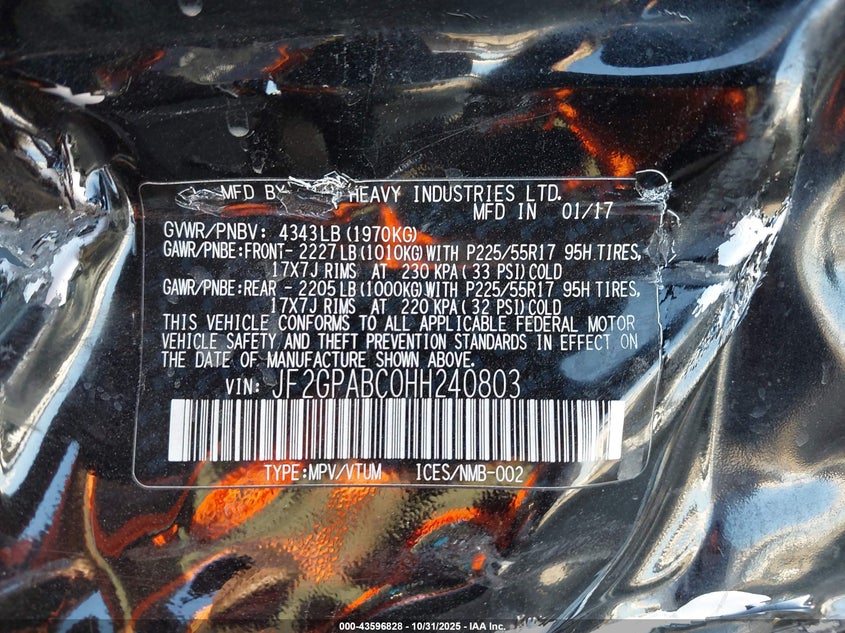 MFD BY HEAVY INDUSTRIES LTD.
MFD IN 01/17
GVWR/PNBV: 4343LB(1970KG)
GAWR/PNBE:FRONT- 2227LB(1010KG)WITH P225/55R17 95H TIRES,
17X7J RIMS AT 230 KPA(33 PSI)COLD
GAWR/PNBE:REAR - 2205LB(1000KG)WITH P225/55R17 95H TIRES,
17X7J RIMS AT 220 KPA(32 PSI)COLD
THIS VEHICLE CONFORMS TO ALL APPLICABLE FEDERAL MOTOR
VEHICLE SAFETY AND THEFT PREVENTION STANDARDS IN EFFECT ON
THE DATE OF MANUFACTURE SHOWN ABOVE.
VIN: JF2GPABC0HH240803
TYPE:MPV/VTUM ICES/NMB-002
000-43596828 - 10/31/2025 - IAA Inc.